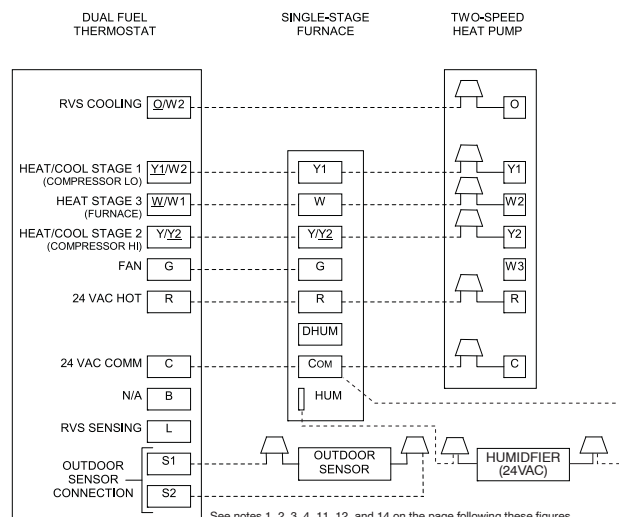 DUAL FUEL THERMOSTAT
SINGLE-STAGE FURNACE
TWO-SPEED HEAT PUMP
RVS COOLING O/W2 O
HEAT/COOL STAGE 1 Y1/W2 Y1 Y1
(COMPRESSOR LO)
HEAT STAGE 3 W/W1 W W2
(FURNACE)
HEAT/COOL STAGE 2 Y/Y2 Y/Y2 Y2
(COMPRESSOR HI)
FAN G G W3
24 VAC HOT R R R
DHUM
24 VAC COMM C COM C
N/A B HUM
RVS SENSING L
OUTDOOR SENSOR CONNECTION S1 S2
OUTDOOR SENSOR
HUMIDFIER (24VAC)
See notes 1, 2, 3, 4, 11, 12, and 14 on the page following these figures